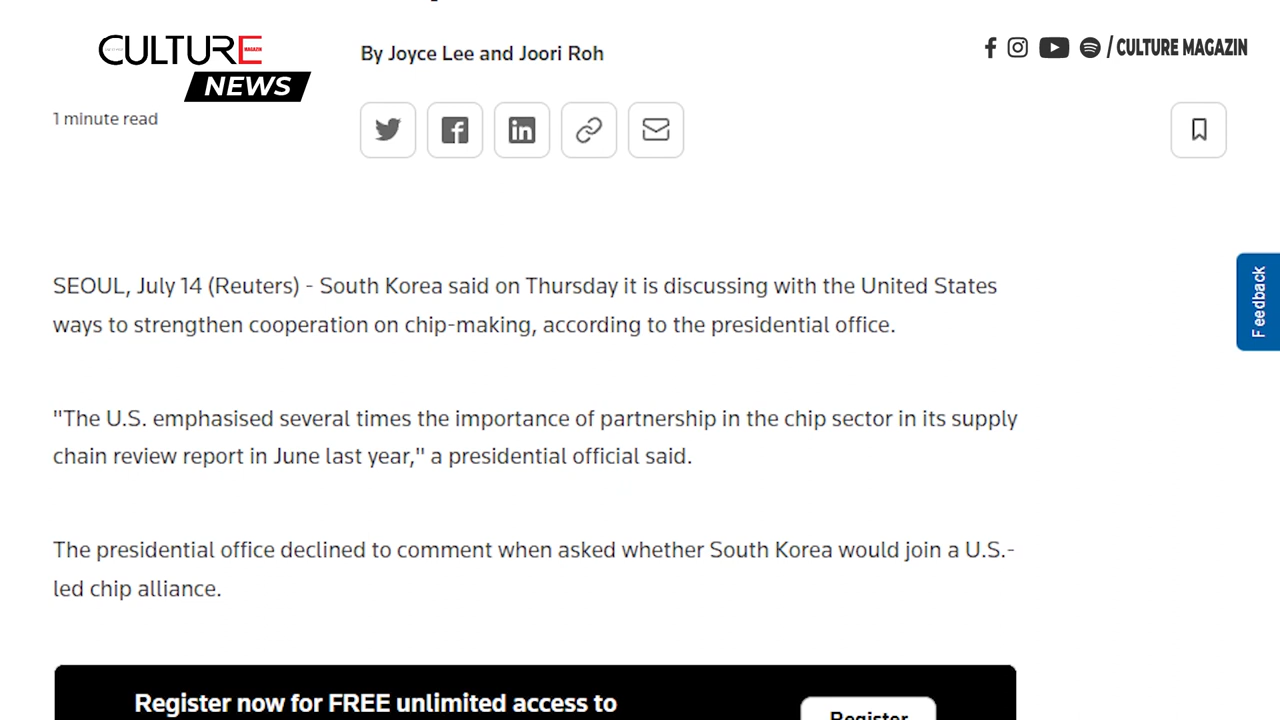 CULTURE
MAGAZIN
NEWS
By Joyce Lee and Joori Roh
/ CULTURE MAGAZIN
1 minute read
SEOUL, July 14 (Reuters) - South Korea said on Thursday it is discussing with the United States
ways to strengthen cooperation on chip-making, according to the presidential office.
Feedback
"The U.S. emphasised several times the importance of partnership in the chip sector in its supply
chain review report in June last year," a presidential official said.
The presidential office declined to comment when asked whether South Korea would join a U.S.-
led chip alliance.
Register now for FREE unlimited access to
Register